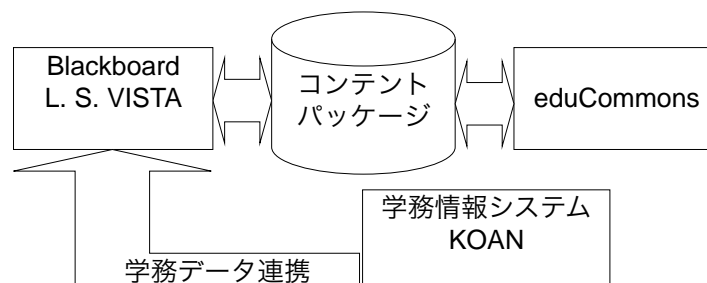 Blackboard
L. S. VISTA
コンテント
パッケージ
eduCommons
学務情報システム
KOAN
学務データ連携